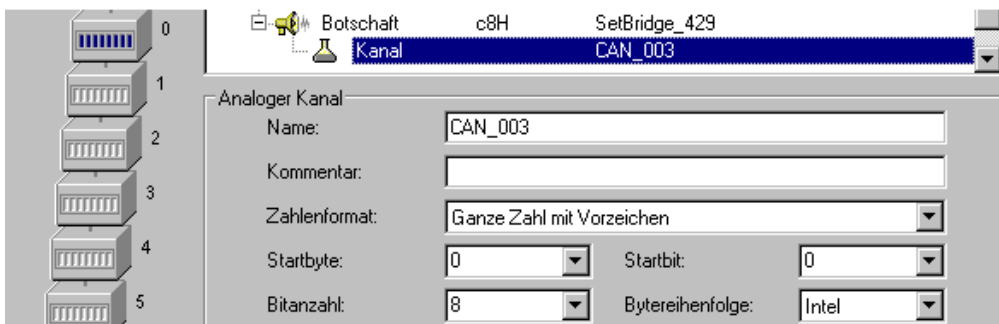 0
1
2
3
4
5
Botschaft c8H SetBridge_429
Kanal CAN_003
Analoger Kanal
Name: CAN_003
Kommentar:
Zahlenformat: Ganze Zahl mit Vorzeichen
Startbyte: 0 Startbit: 0
Bitanzahl: 8 Bytereihenfolge: Intel